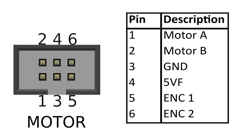 2 4 6
1 3 5
MOTOR
Pin Description
1 Motor A
2 Motor B
3 GND
4 5VF
5 ENC 1
6 ENC 2